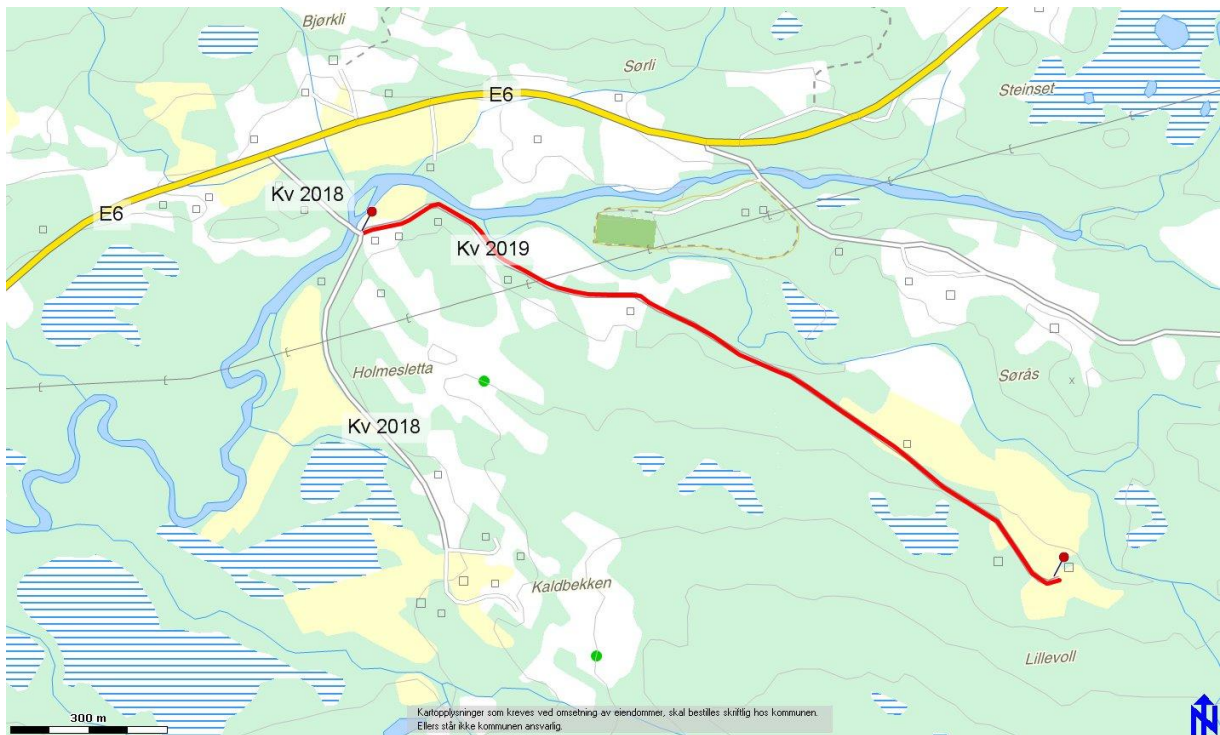 Bjørkli
Sørli
E6
Steinset
Kv 2018
E6
Kv 2019
Holmesletta
Sørås
x
Kv 2018
Kaldbekken
Lillevoll
300 m
Kartopplysninger som kreves ved omsetning av eiendommer, skal bestilles skriftlig hos kommunen.
Ellers står ikke kommunen ansvarlig.
N